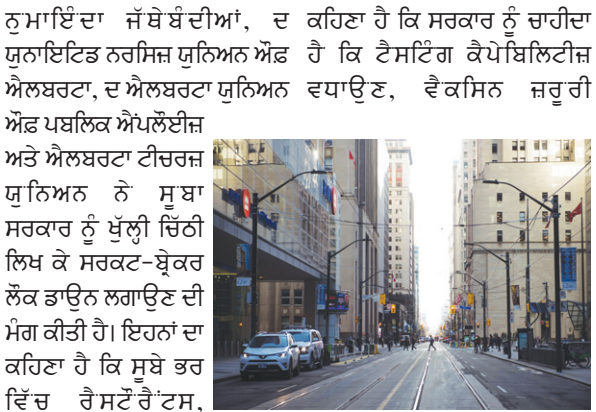 ਨੁਮਾਇੰਦਾ ਜੱਥੇਬੰਦੀਆਂ, ਦ
ਯੁਨਾਇਟਿਡ ਨਰਸਿਜ਼ ਯੁਨਿਅਨ ਔਫ਼
ਐਲਬਰਟਾ, ਦ ਐਲਬਰਟਾ ਯੁਨਿਅਨ
ਔਫ਼ ਪਬਲਿਕ ਐਂਪਲੌਈਜ਼
ਅਤੇ ਐਲਬਰਟਾ ਟੀਚਰਜ਼
ਯੁਨਿਅਨ ਨੇ ਸੂਬਾ
ਸਰਕਾਰ ਨੂੰ ਖੁੱਲ੍ਹੀ ਚਿੱਠੀ
ਲਿਖ ਕੇ ਸਰਕਟ-ਬ੍ਰੇਕਰ
ਲੌਕ ਡਾਊਨ ਲਗਾਉਣ ਦੀ
ਮੰਗ ਕੀਤੀ ਹੈ। ਇਹਨਾਂ ਦਾ
ਕਹਿਣਾ ਹੈ ਕਿ ਸੂਬੇ ਭਰ
ਵਿੱਚ ਰੈਸਟੌਰੈਂਟਸ,
ਕਹਿਣਾ ਹੈ ਕਿ ਸਰਕਾਰ ਨੂੰ ਚਾਹੀਦਾ
ਹੈ ਕਿ ਟੈਸਟਿੰਗ ਕੈਪੇਬਿਲਿਟੀਜ਼
ਵਧਾਉਣ, ਵੈਕਸਿਨ ਜ਼ਰੂਰੀ